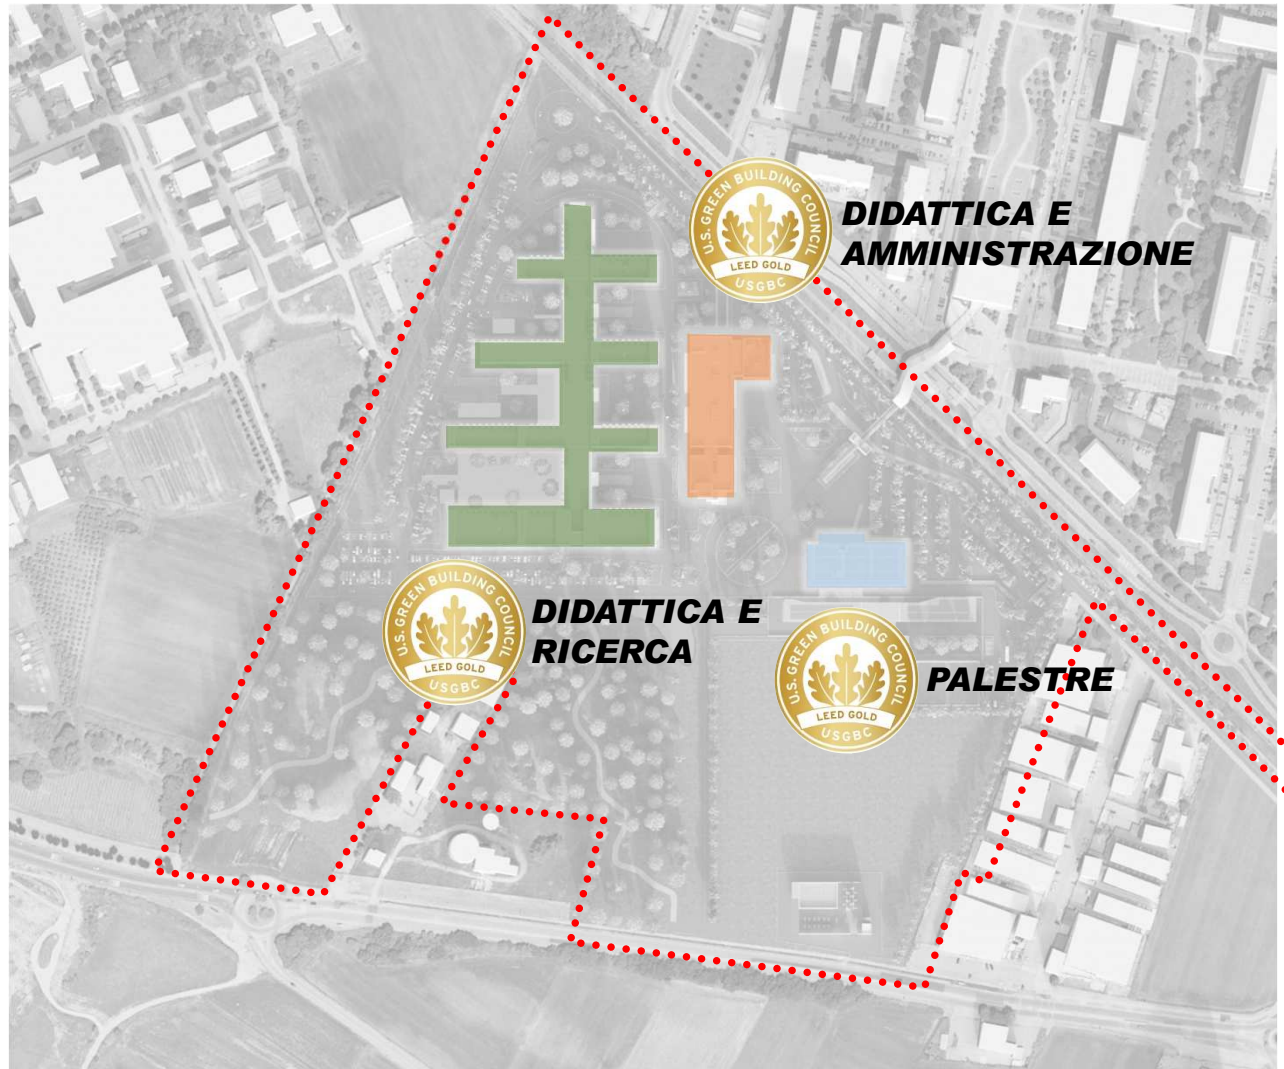 U.S. GREEN BUILDING COUNCIL
LEED GOLD
USGBC
DIDATTICA E
AMMINISTRAZIONE
U.S. GREEN BUILDING COUNCIL
LEED GOLD
USGBC
DIDATTICA E
RICERCA
U.S. GREEN BUILDING COUNCIL
LEED GOLD
USGBC
PALESTRE